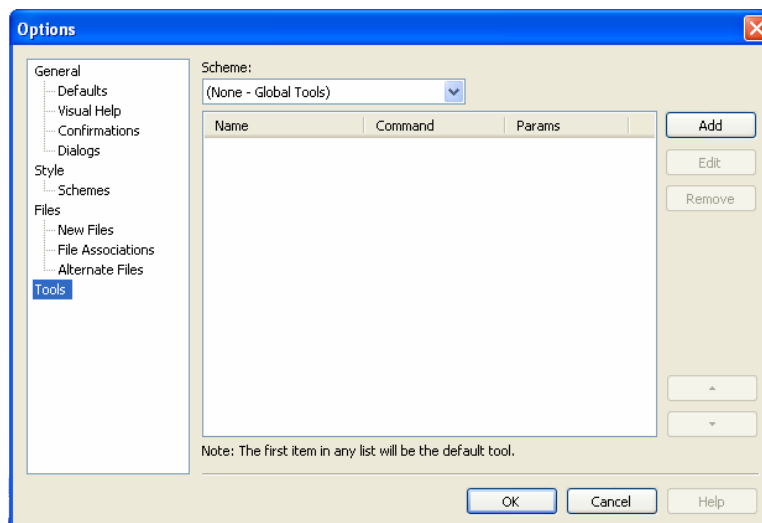 Options
General
Defaults
Visual Help
Confirmations
Dialogs
Style
Schemes
Files
New Files
File Associations
Alternate Files
Tools
Scheme:
(None - Global Tools)
Name Command Params
Add
Edit
Remove
Note: The first item in any list will be the default tool.
OK Cancel Help